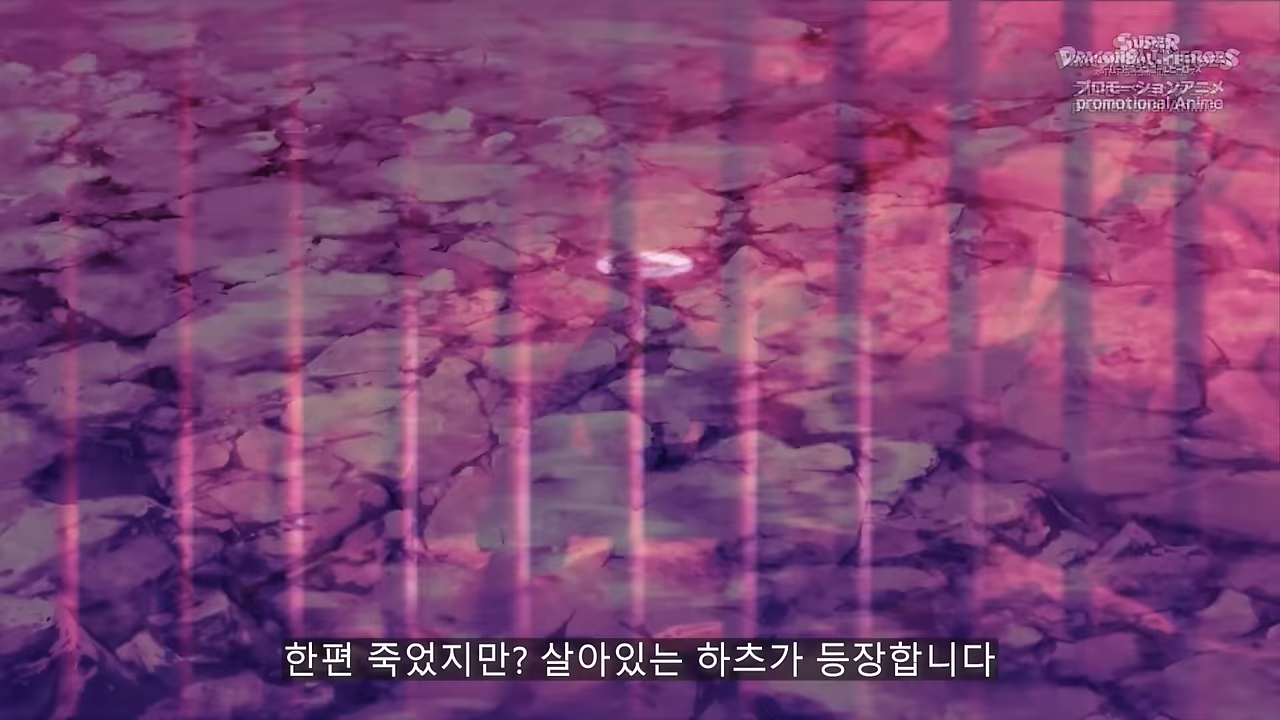 SUPER
DRAGONBALL HEROES
プロモーションアニメ
promotional Anime
한편 죽었지만? 살아있는 하츠가 등장합니다